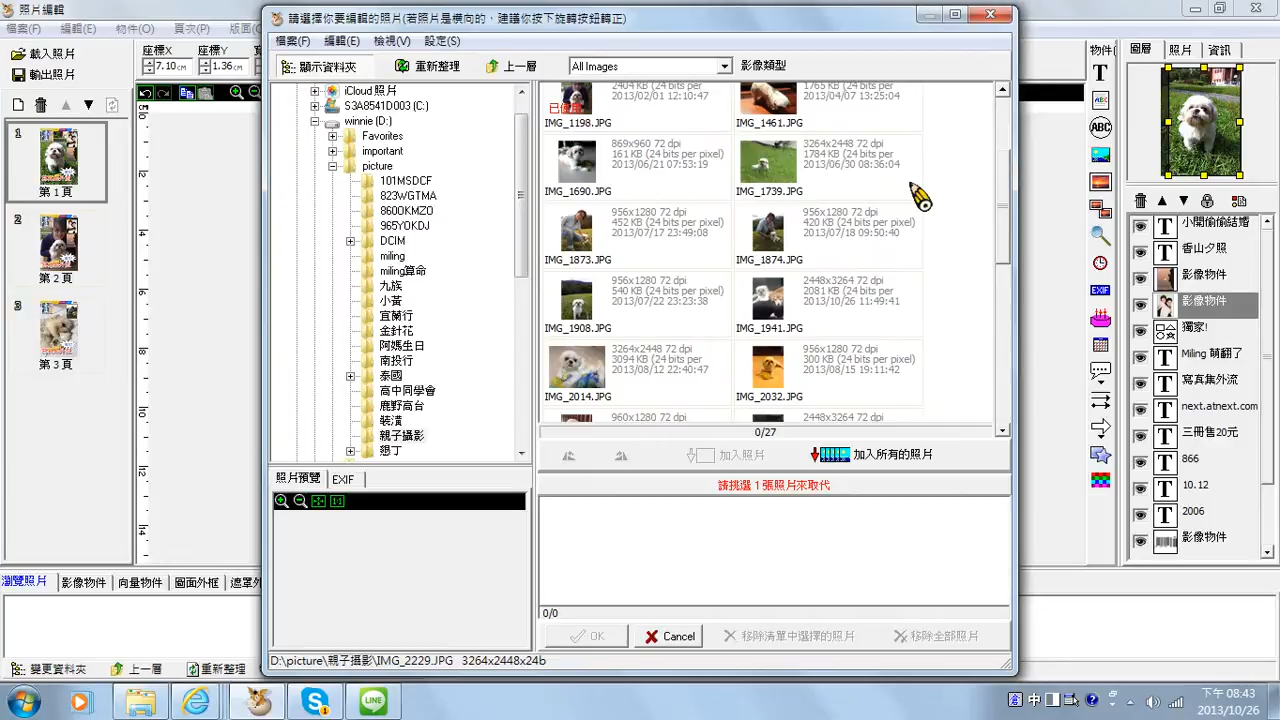 照片編輯
檔案(F) 編輯(E) 物件(O) 頁次(P) 版面(
載入照片
輸出照片
座標X 座標Y
7.10cm 1.36cm
1
第 1 頁
2
第 2 頁
3
第 3 頁
瀏覽照片 影像物件 向量物件 圖面外框 遮罩外
變更資料夾 上一層 重新整理
請選擇你要編輯的照片(若照片是橫向的，建議你按下旋轉按鈕轉正)
檔案(F) 編輯(E) 檢視(V) 設定(S)
顯示資料夾 重新整理 上一層 All Images 影像類型
iCloud 照片
S3A8541D003 (C:)
winnie (D:)
Favorites
important
picture
101MSDCF
823WGTMA
8600KMZO
965YOKDJ
DCIM
miling
miling算命
九族
小黃
宜蘭行
金針花
阿媽生日
南投行
泰國
高中同學會
鹿野高台
裝潢
親子攝影
墾丁
照片預覽 EXIF
2404 KB (24 bits per
2013/02/01 12:10:47
IMG_1198.JPG
1765 KB (24 bits per
2013/04/07 13:25:04
IMG_1461.JPG
869x960 72 dpi
161 KB (24 bits per pixel)
2013/06/21 07:53:19
IMG_1690.JPG
3264x2448 72 dpi
1784 KB (24 bits per
2013/06/30 08:36:04
IMG_1739.JPG
956x1280 72 dpi
452 KB (24 bits per pixel)
2013/07/17 23:49:08
IMG_1873.JPG
956x1280 72 dpi
420 KB (24 bits per pixel)
2013/07/18 09:50:40
IMG_1874.JPG
956x1280 72 dpi
540 KB (24 bits per pixel)
2013/07/22 23:23:38
IMG_1908.JPG
2448x3264 72 dpi
2081 KB (24 bits per
2013/10/26 11:49:41
IMG_1941.JPG
3264x2448 72 dpi
3094 KB (24 bits per
2013/08/12 22:40:47
IMG_2014.JPG
956x1280 72 dpi
300 KB (24 bits per pixel)
2013/08/15 19:11:42
IMG_2032.JPG
960x1280 72 dpi
2448x3264 72 dpi
0/27
加入照片 加入所有的照片
請挑選 1 張照片來取代
0/0
OK Cancel 移除清單中選擇的照片 移除全部照片
D:\picture\親子攝影\IMG_2229.JPG 3264x2448x24b
物件
T
ABC
EXIF
圖層 照片 資訊
小開偷偷結婚
香山夕照
影像物件
影像物件
獨家!
Miling 萌翻了
寫真集外流
next.atnext.com
三冊售20元
866
10.12
2006
影像物件
LINE
中
下午 08:43
2013/10/26